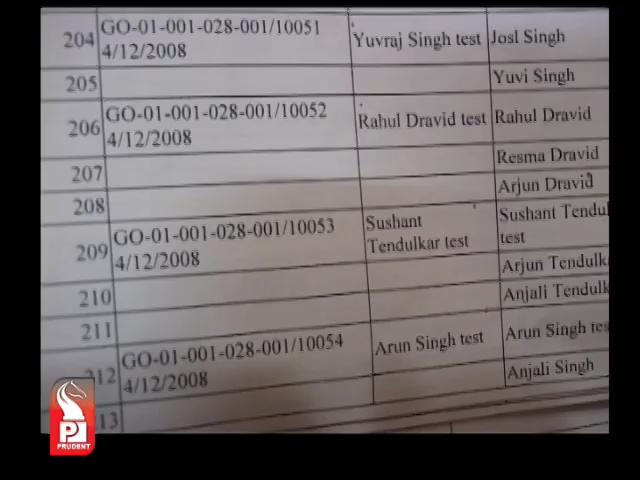 204 GO-01-001-028-001/10051 Yuvraj Singh test Josl Singh
4/12/2008
205 Yuvi Singh
206 GO-01-001-028-001/10052 Rahul Dravid test Rahul Dravid
4/12/2008
207 Resma Dravid
208 Arjun Dravid
209 GO-01-001-028-001/10053 Sushant Sushant Tendul
4/12/2008 Tendulkar test test
210 Arjun Tendulk
211 Anjali Tendulk
212 GO-01-001-028-001/10054 Arun Singh test Arun Singh tes
4/12/2008
13 Anjali Singh
PRUDENT